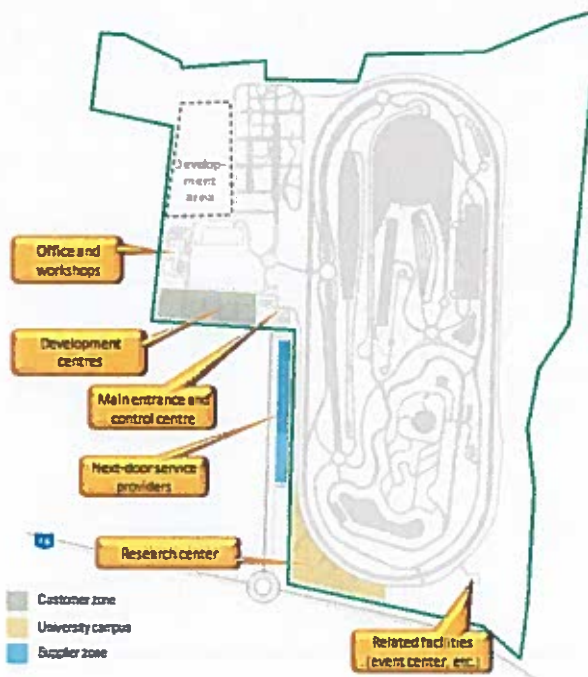 Develop-
ment
area
Office and
workshops
Development
centres
Main entrance and
control centre
Next-door service
providers
Research center
Customer zone
University campus
Supplier zone
Related facilities
(event center, etc.)